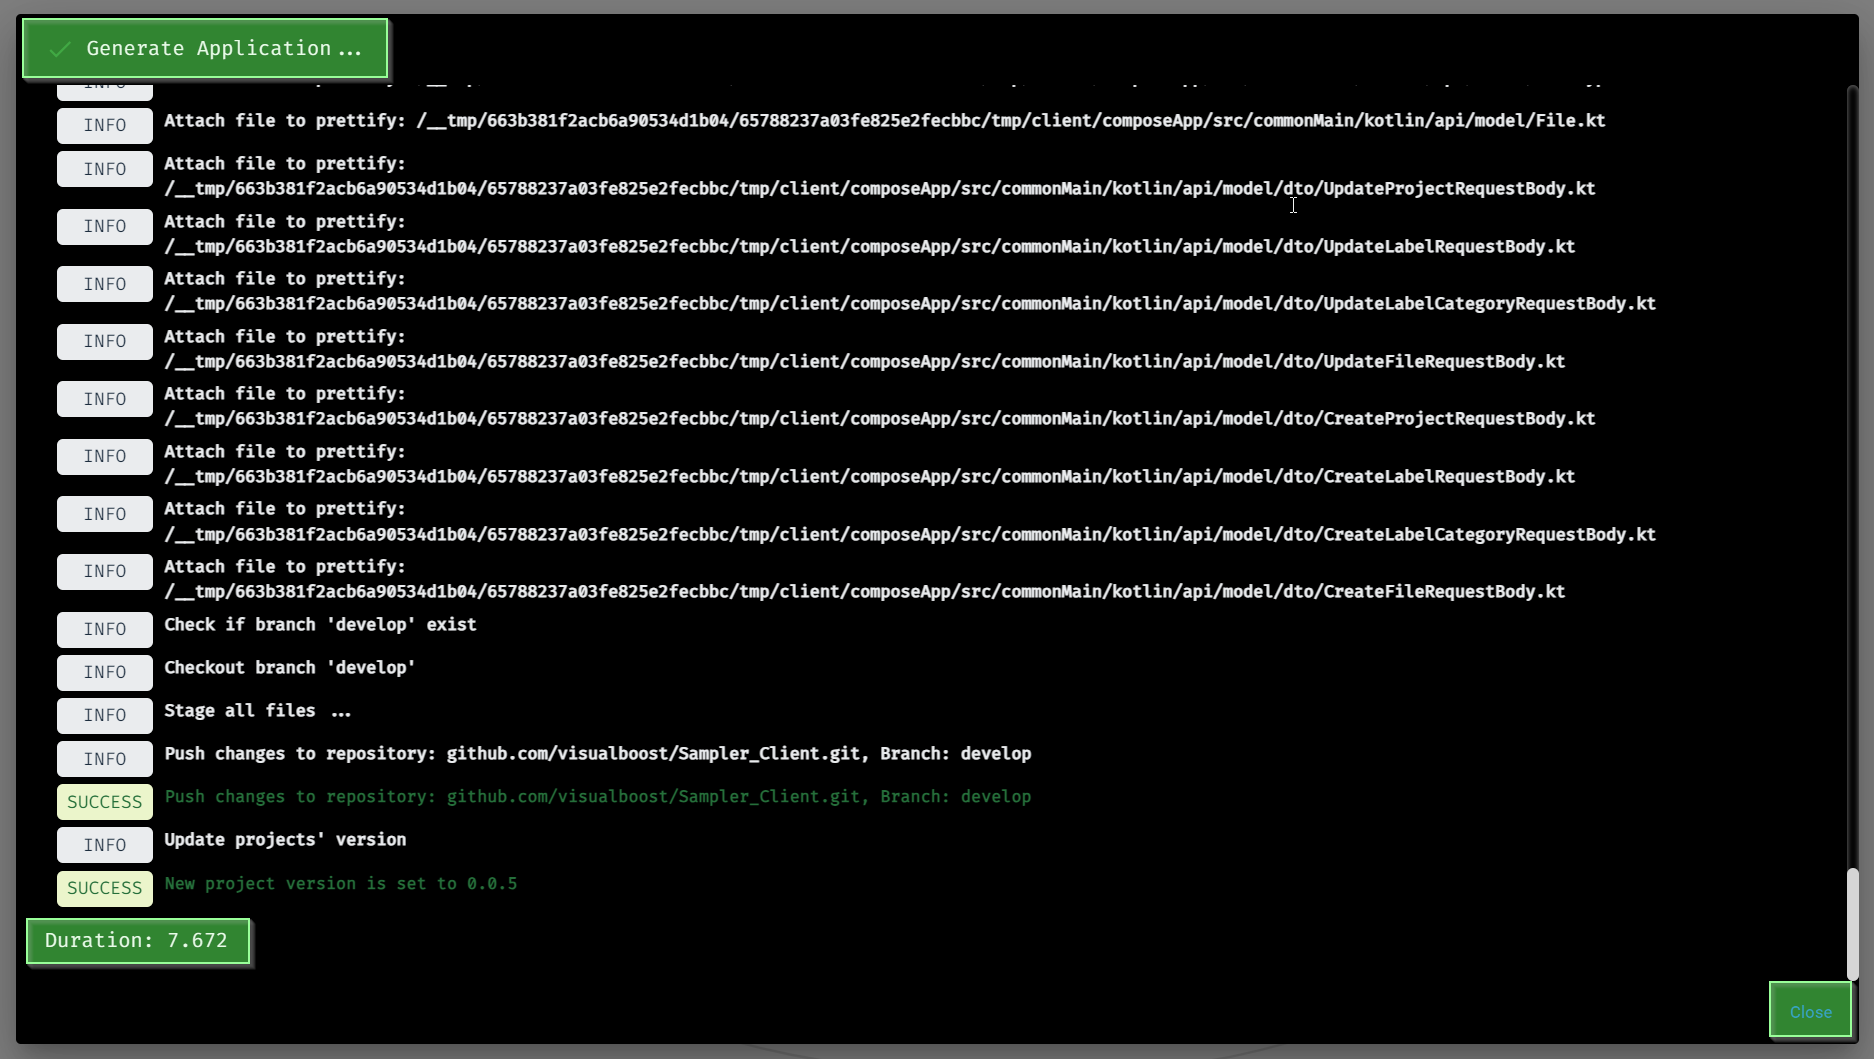 Generate Application...
INFO
INFO
Attach file to prettify: /__tmp/663b381f2acb6a90534d1b04/65788237a03fe825e2fecbbc/tmp/client/composeApp/src/commonMain/kotlin/api/model/File.kt
INFO
Attach file to prettify:
/__tmp/663b381f2acb6a90534d1b04/65788237a03fe825e2fecbbc/tmp/client/composeApp/src/commonMain/kotlin/api/model/dto/UpdateProjectRequestBody.kt
INFO
Attach file to prettify:
/__tmp/663b381f2acb6a90534d1b04/65788237a03fe825e2fecbbc/tmp/client/composeApp/src/commonMain/kotlin/api/model/dto/UpdateLabelRequestBody.kt
INFO
Attach file to prettify:
/__tmp/663b381f2acb6a90534d1b04/65788237a03fe825e2fecbbc/tmp/client/composeApp/src/commonMain/kotlin/api/model/dto/UpdateLabelCategoryRequestBody.kt
INFO
Attach file to prettify:
/__tmp/663b381f2acb6a90534d1b04/65788237a03fe825e2fecbbc/tmp/client/composeApp/src/commonMain/kotlin/api/model/dto/UpdateFileRequestBody.kt
INFO
Attach file to prettify:
/__tmp/663b381f2acb6a90534d1b04/65788237a03fe825e2fecbbc/tmp/client/composeApp/src/commonMain/kotlin/api/model/dto/CreateProjectRequestBody.kt
INFO
Attach file to prettify:
/__tmp/663b381f2acb6a90534d1b04/65788237a03fe825e2fecbbc/tmp/client/composeApp/src/commonMain/kotlin/api/model/dto/CreateLabelRequestBody.kt
INFO
Attach file to prettify:
/__tmp/663b381f2acb6a90534d1b04/65788237a03fe825e2fecbbc/tmp/client/composeApp/src/commonMain/kotlin/api/model/dto/CreateLabelCategoryRequestBody.kt
INFO
Attach file to prettify:
/__tmp/663b381f2acb6a90534d1b04/65788237a03fe825e2fecbbc/tmp/client/composeApp/src/commonMain/kotlin/api/model/dto/CreateFileRequestBody.kt
INFO
Check if branch 'develop' exist
INFO
Checkout branch 'develop'
INFO
Stage all files ...
INFO
Push changes to repository: github.com/visualboost/Sampler_Client.git, Branch: develop
SUCCESS
Push changes to repository: github.com/visualboost/Sampler_Client.git, Branch: develop
INFO
Update projects' version
SUCCESS
New project version is set to 0.0.5
Duration: 7.672
Close